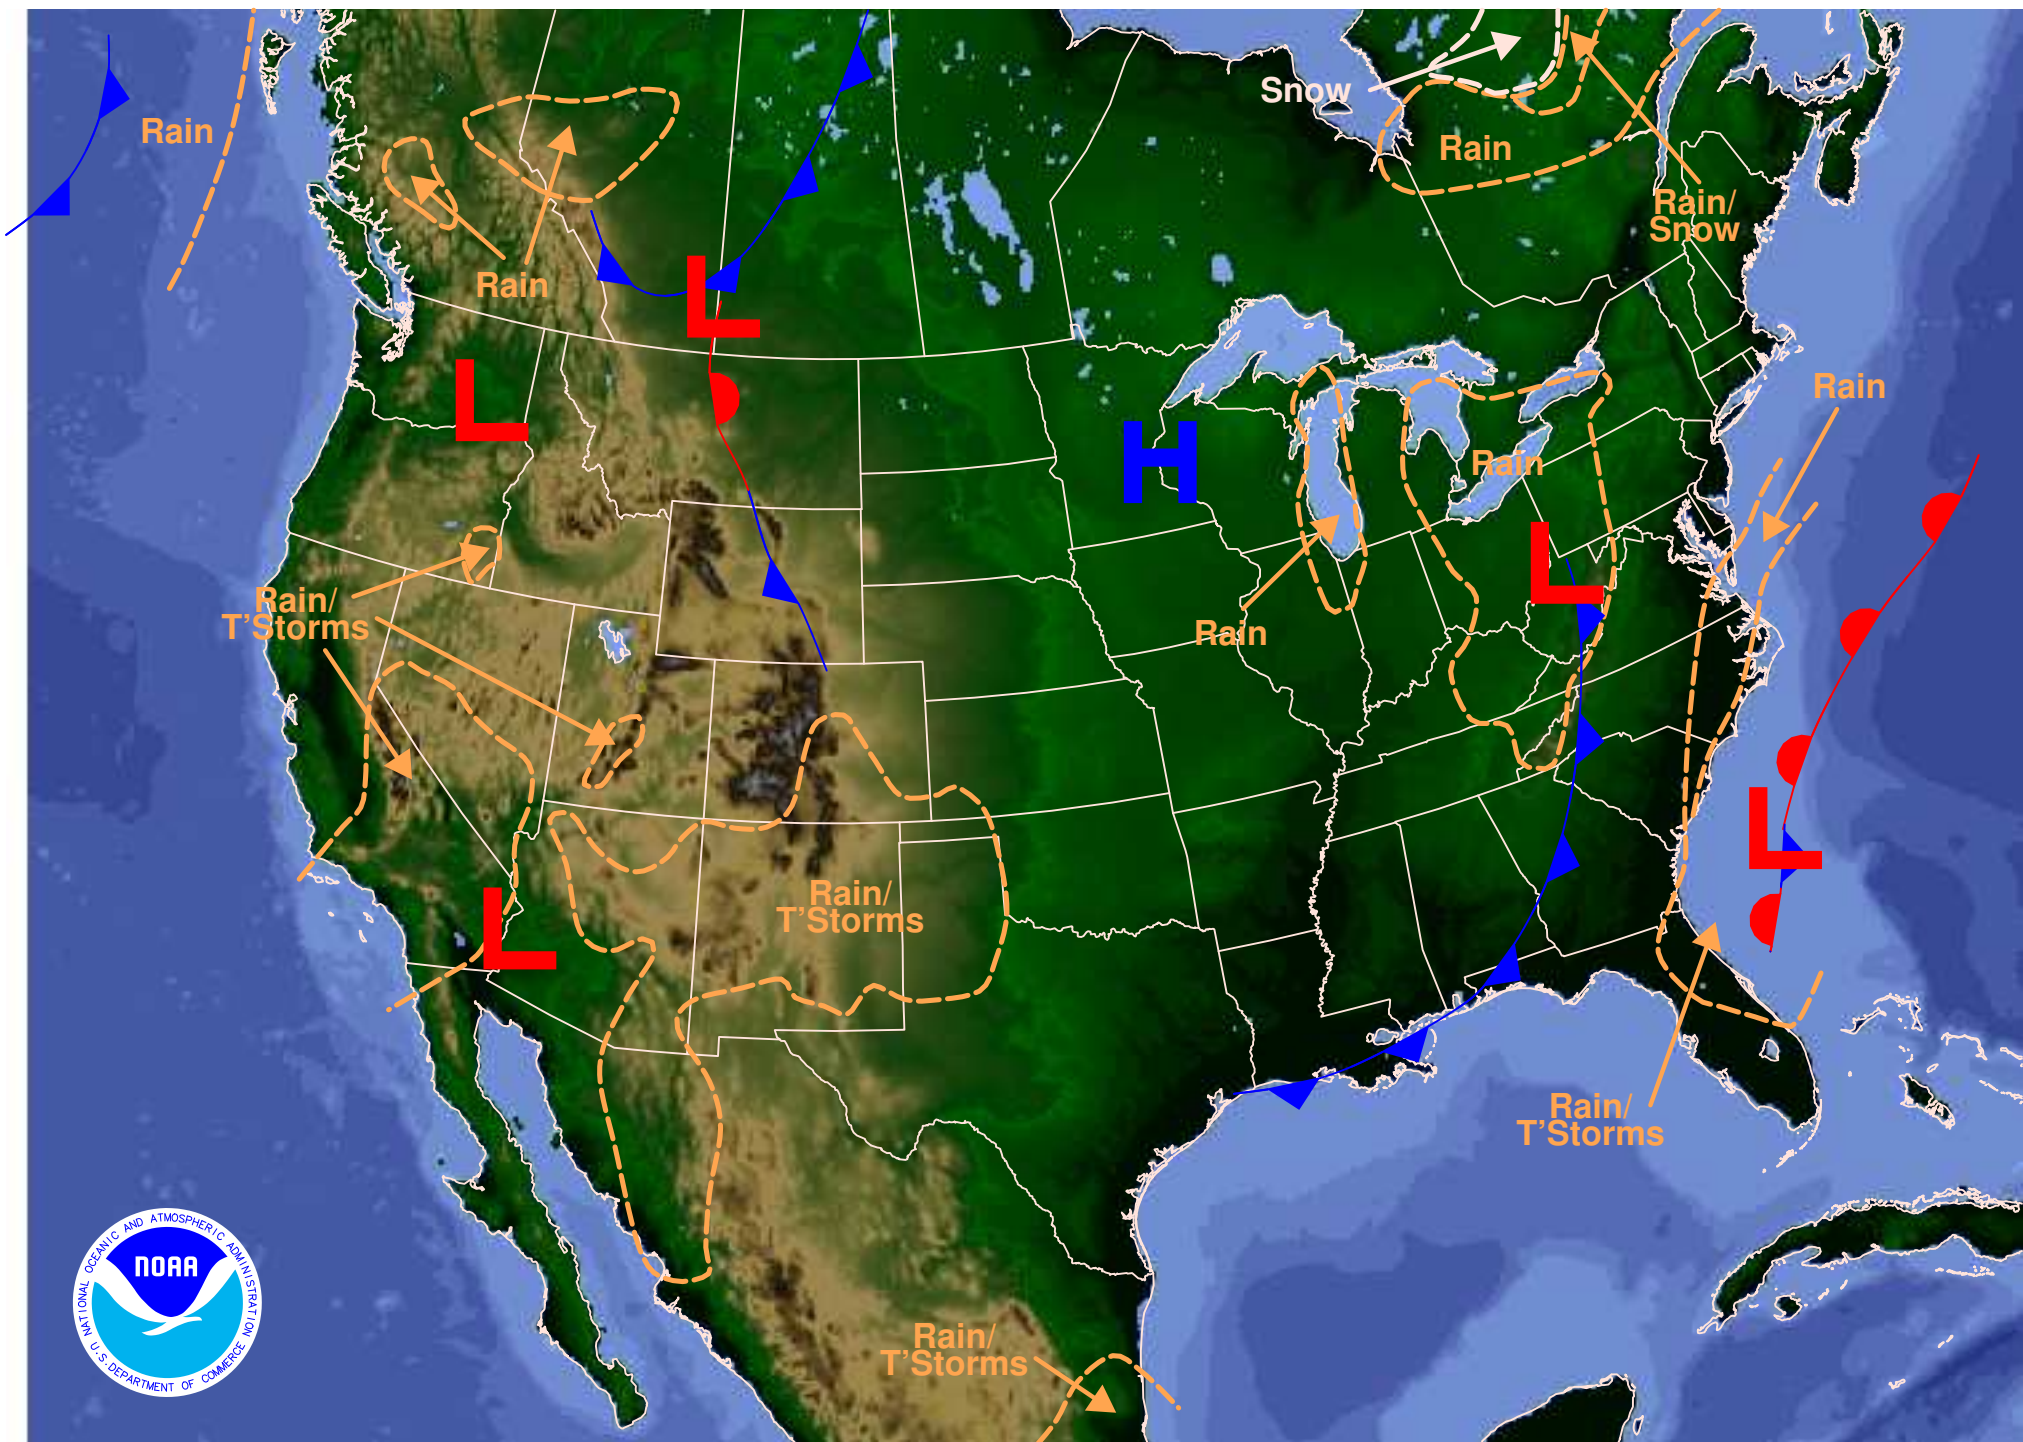 Snow
Rain
Rain
Rain/
Snow
Rain
Rain
Rain
Rain/
T'Storms
Rain
Rain/
T'Storms
Rain/
T'Storms
Rain/
T'Storms
L
L
H
L
L
L
NATIONAL OCEANIC AND ATMOSPHERIC ADMINISTRATION
NOAA
U.S. DEPARTMENT OF COMMERCE